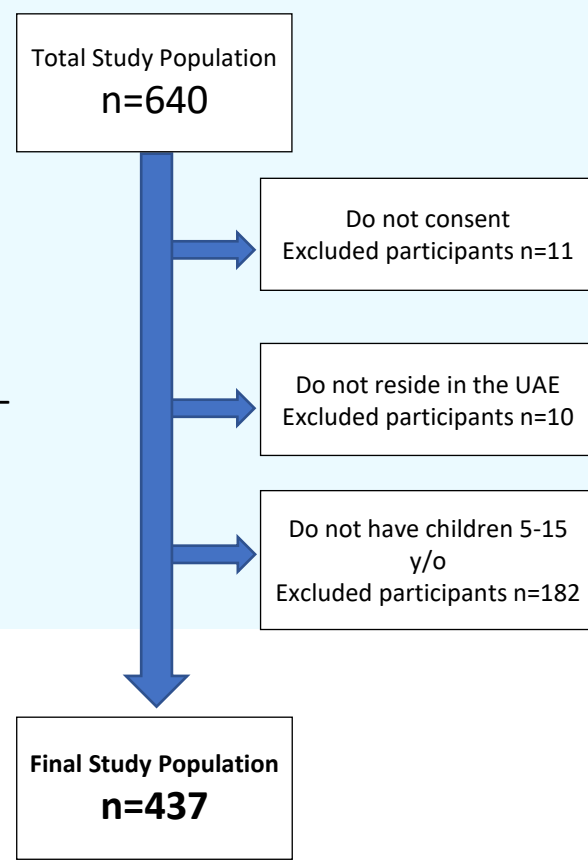 Total Study Population
n=640
Do not consent
Excluded participants n=11
Do not reside in the UAE
Excluded participants n=10
Do not have children 5-15
y/o
Excluded participants n=182
Final Study Population
n=437